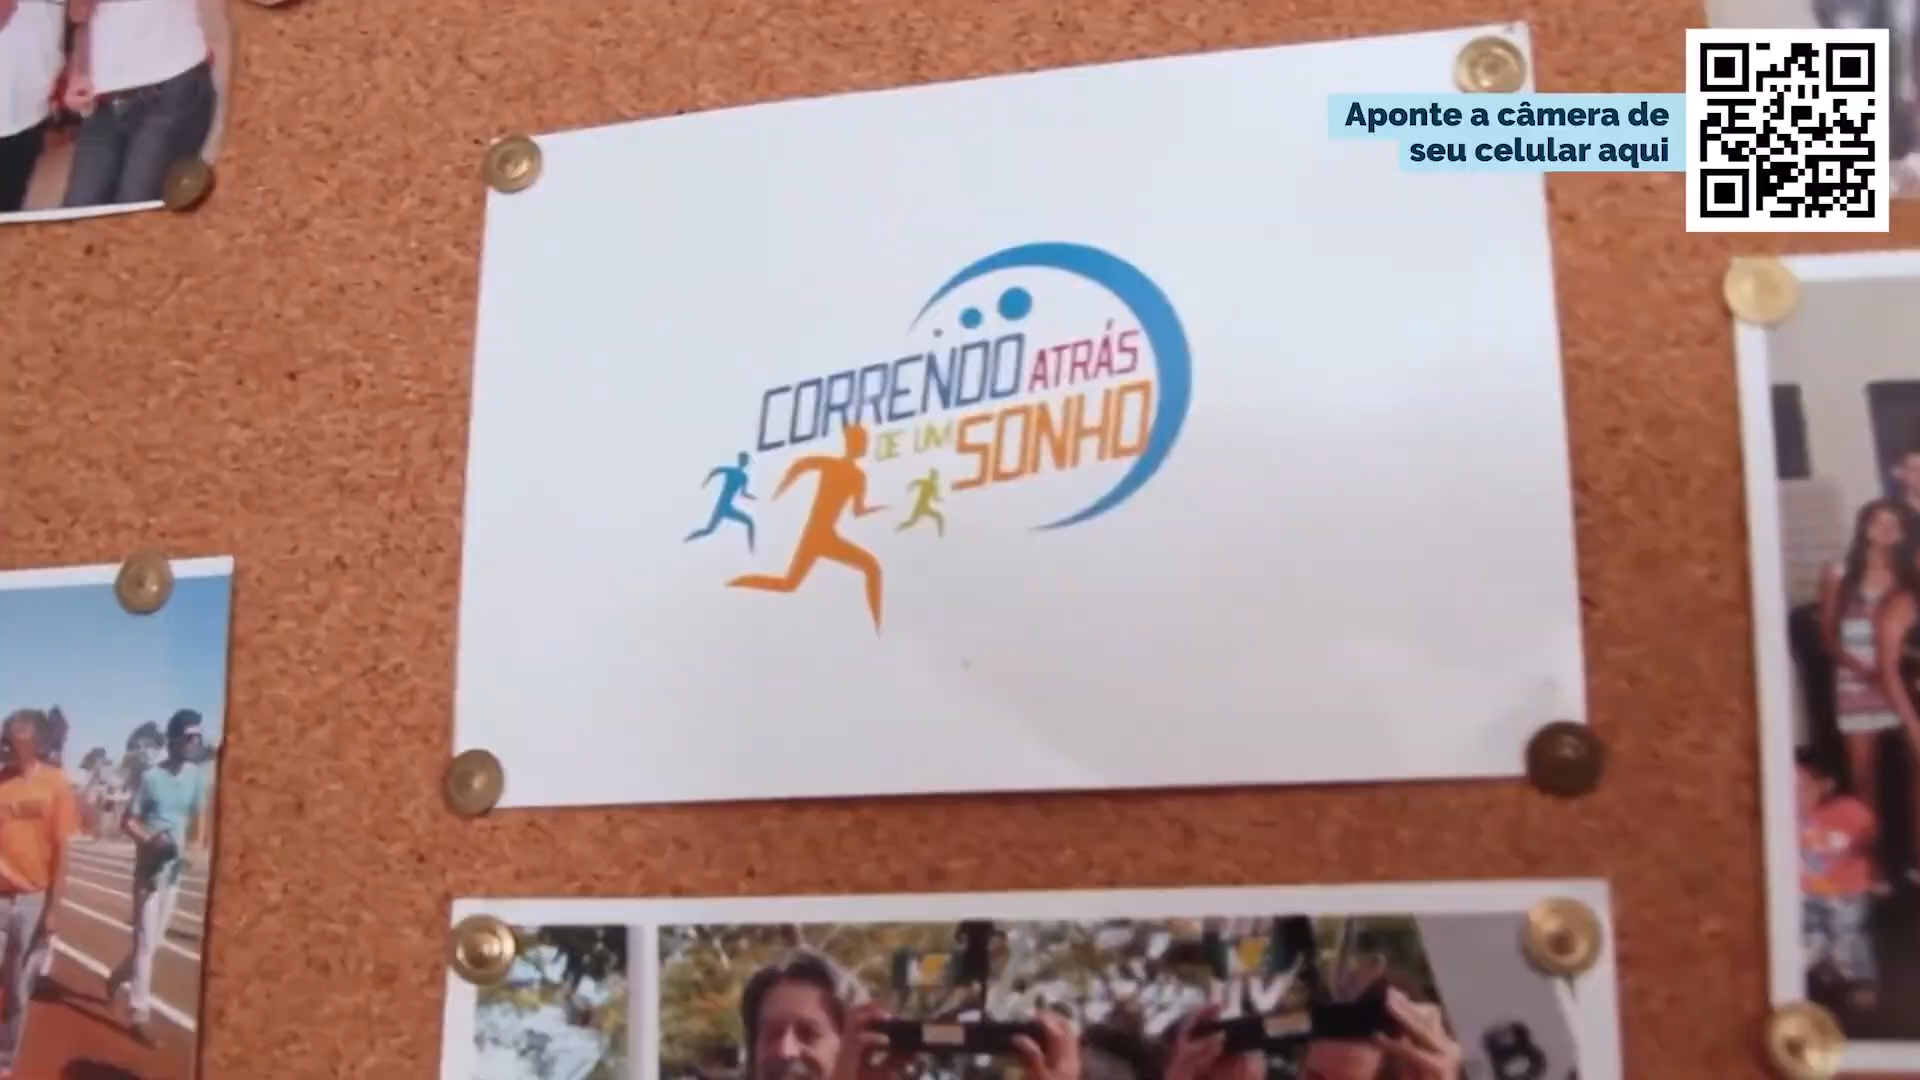 Aponte a câmera de
seu celular aqui
CORRENDO ATRÁS
DE UM SONHO